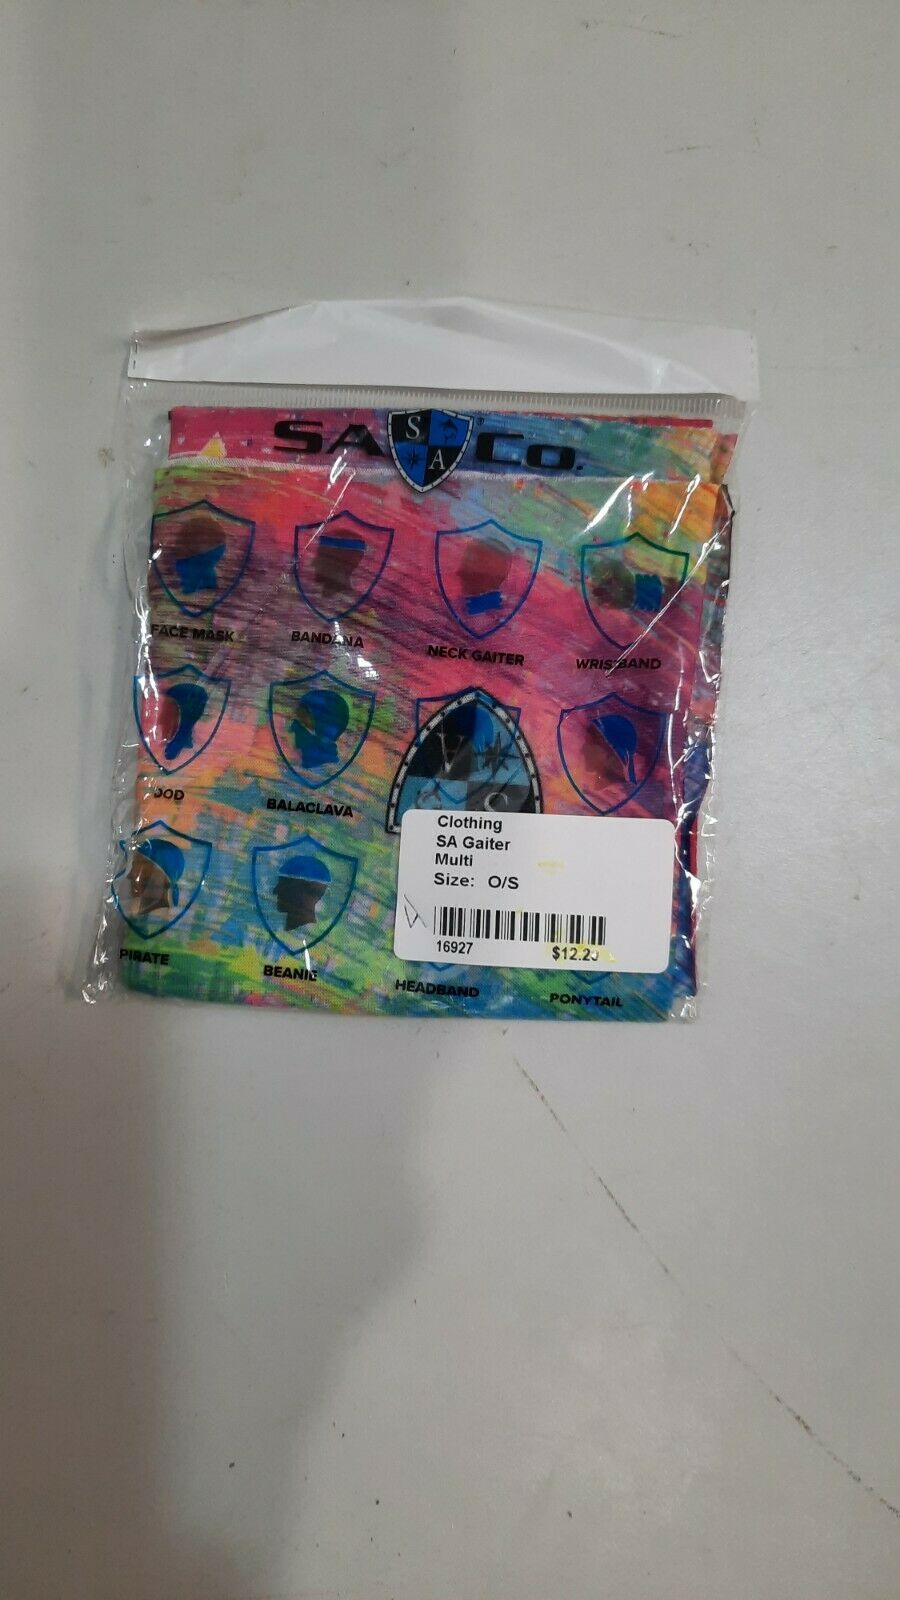 SA Co.
S
A
®
FACE MASK BANDANA NECK GAITER WRISTBAND
BALACLAVA
Clothing
SA Gaiter
Multi
Size: O/S
16927
PIRATE BEANIE HEADBAND PONYTAIL